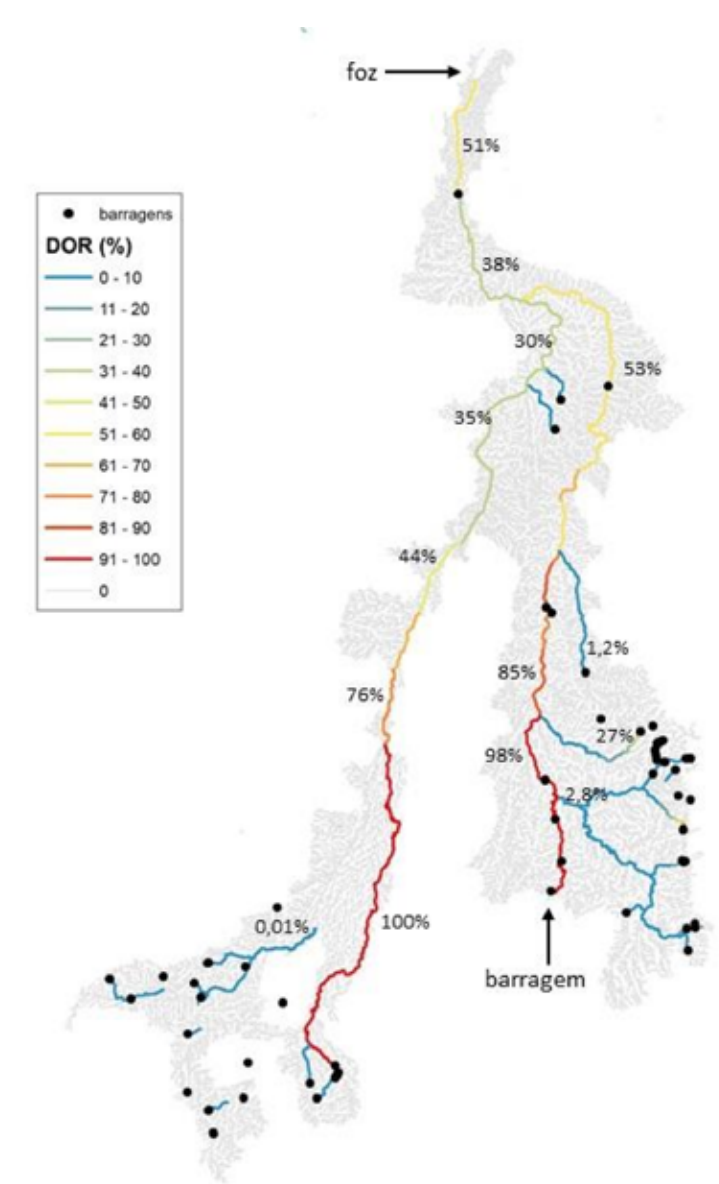 foz
51%
38%
30%
53%
35%
44%
1,2%
85%
76%
27%
98%
2,8%
0,01%
100%
barragem
barragens
DOR (%)
0 - 10
11 - 20
21 - 30
31 - 40
41 - 50
51 - 60
61 - 70
71 - 80
81 - 90
91 - 100
0